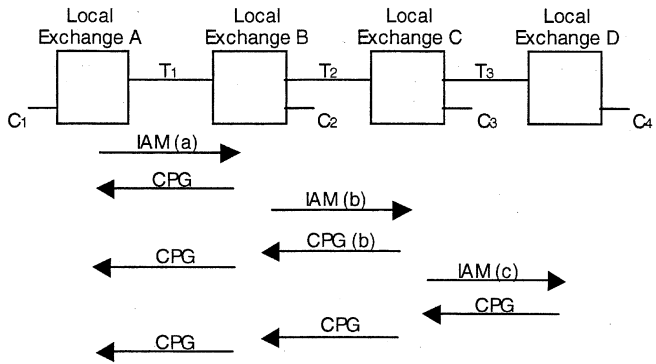 Local Exchange A
Local Exchange B
Local Exchange C
Local Exchange D
T1
T2
T3
C1
C2
C3
C4
IAM (a)
CPG
IAM (b)
CPG (b)
CPG
IAM (c)
CPG
CPG
CPG